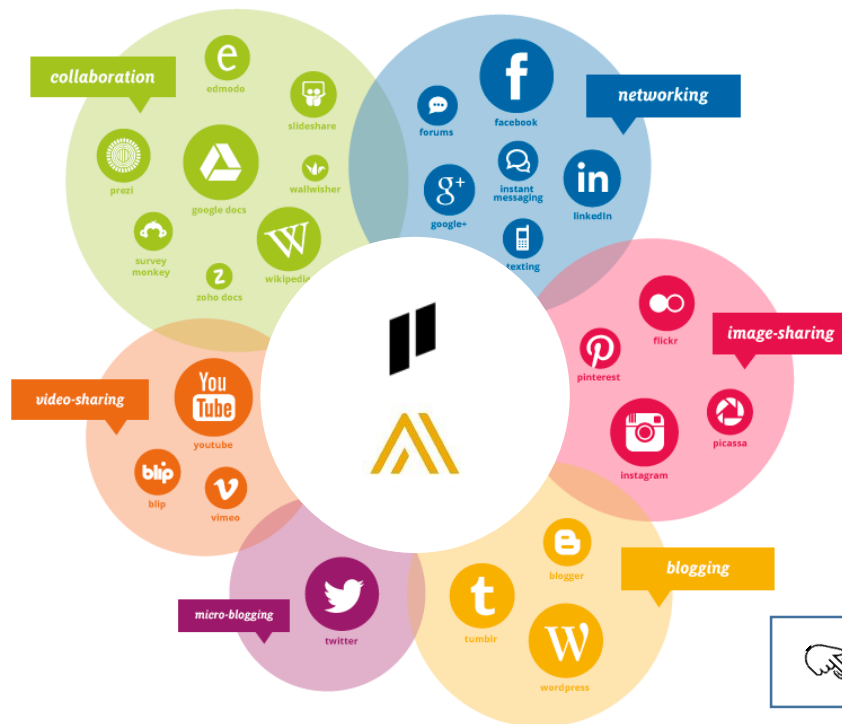 collaboration
e
edmodo
slideshare
prezi
google docs
wallwisher
survey
monkey
Z
zoho docs
W
wikipedia
networking
f
facebook
forums
g+
google+
instant
messaging
in
linkedIn
texting
image-sharing
flickr
pinterest
instagram
picassa
video-sharing
You
Tube
youtube
blip
blip
v
vimeo
micro-blogging
twitter
blogging
B
blogger
t
tumblr
W
wordpress